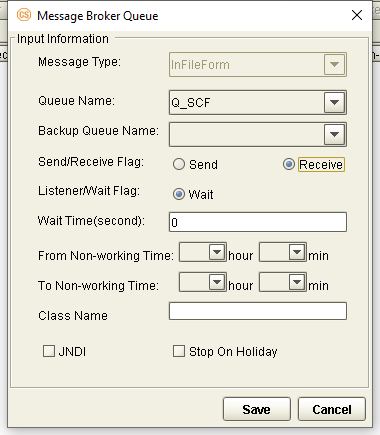 CS Message Broker Queue
Input Information
Message Type: InFileForm
Queue Name: Q_SCF
Backup Queue Name:
Send/Receive Flag: Send Receive
Listener/Wait Flag: Wait
Wait Time(second): 0
From Non-working Time: hour min
To Non-working Time: hour min
Class Name
JNDI Stop On Holiday
Save Cancel